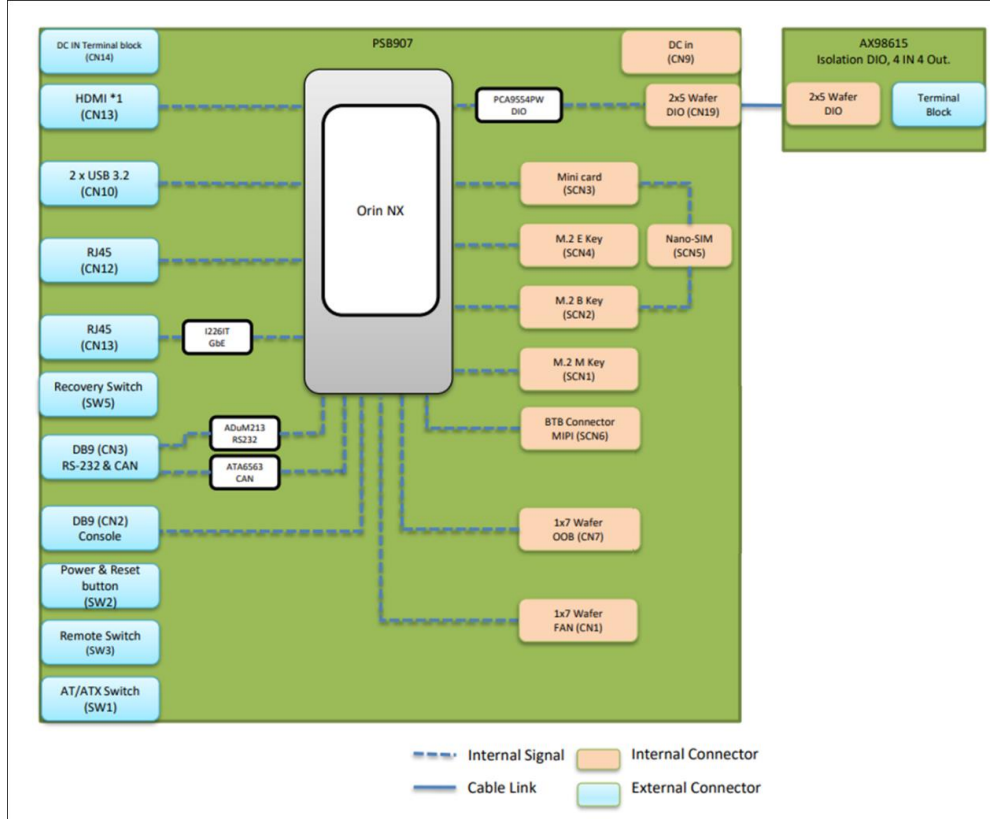 PSB907
DC IN Terminal block
(CN14)
HDMI *1
(CN13)
2 x USB 3.2
(CN10)
RJ45
(CN12)
RJ45
(CN13)
I226IT
GbE
Recovery Switch
(SW5)
DB9 (CN3)
RS-232 & CAN
ADuM213
RS232
ATA6563
CAN
DB9 (CN2)
Console
Power & Reset
button
(SW2)
Remote Switch
(SW3)
AT/ATX Switch
(SW1)
Orin NX
DC in
(CN9)
PCA9554PW
DIO
2x5 Wafer
DIO (CN19)
Mini card
(SCN3)
M.2 E Key
(SCN4)
Nano-SIM
(SCN5)
M.2 B Key
(SCN2)
M.2 M Key
(SCN1)
BTB Connector
MIPI (SCN6)
1x7 Wafer
OOB (CN7)
1x7 Wafer
FAN (CN1)
AX98615
Isolation DIO, 4 IN 4 Out.
2x5 Wafer
DIO
Terminal
Block
Internal Signal
Internal Connector
Cable Link
External Connector